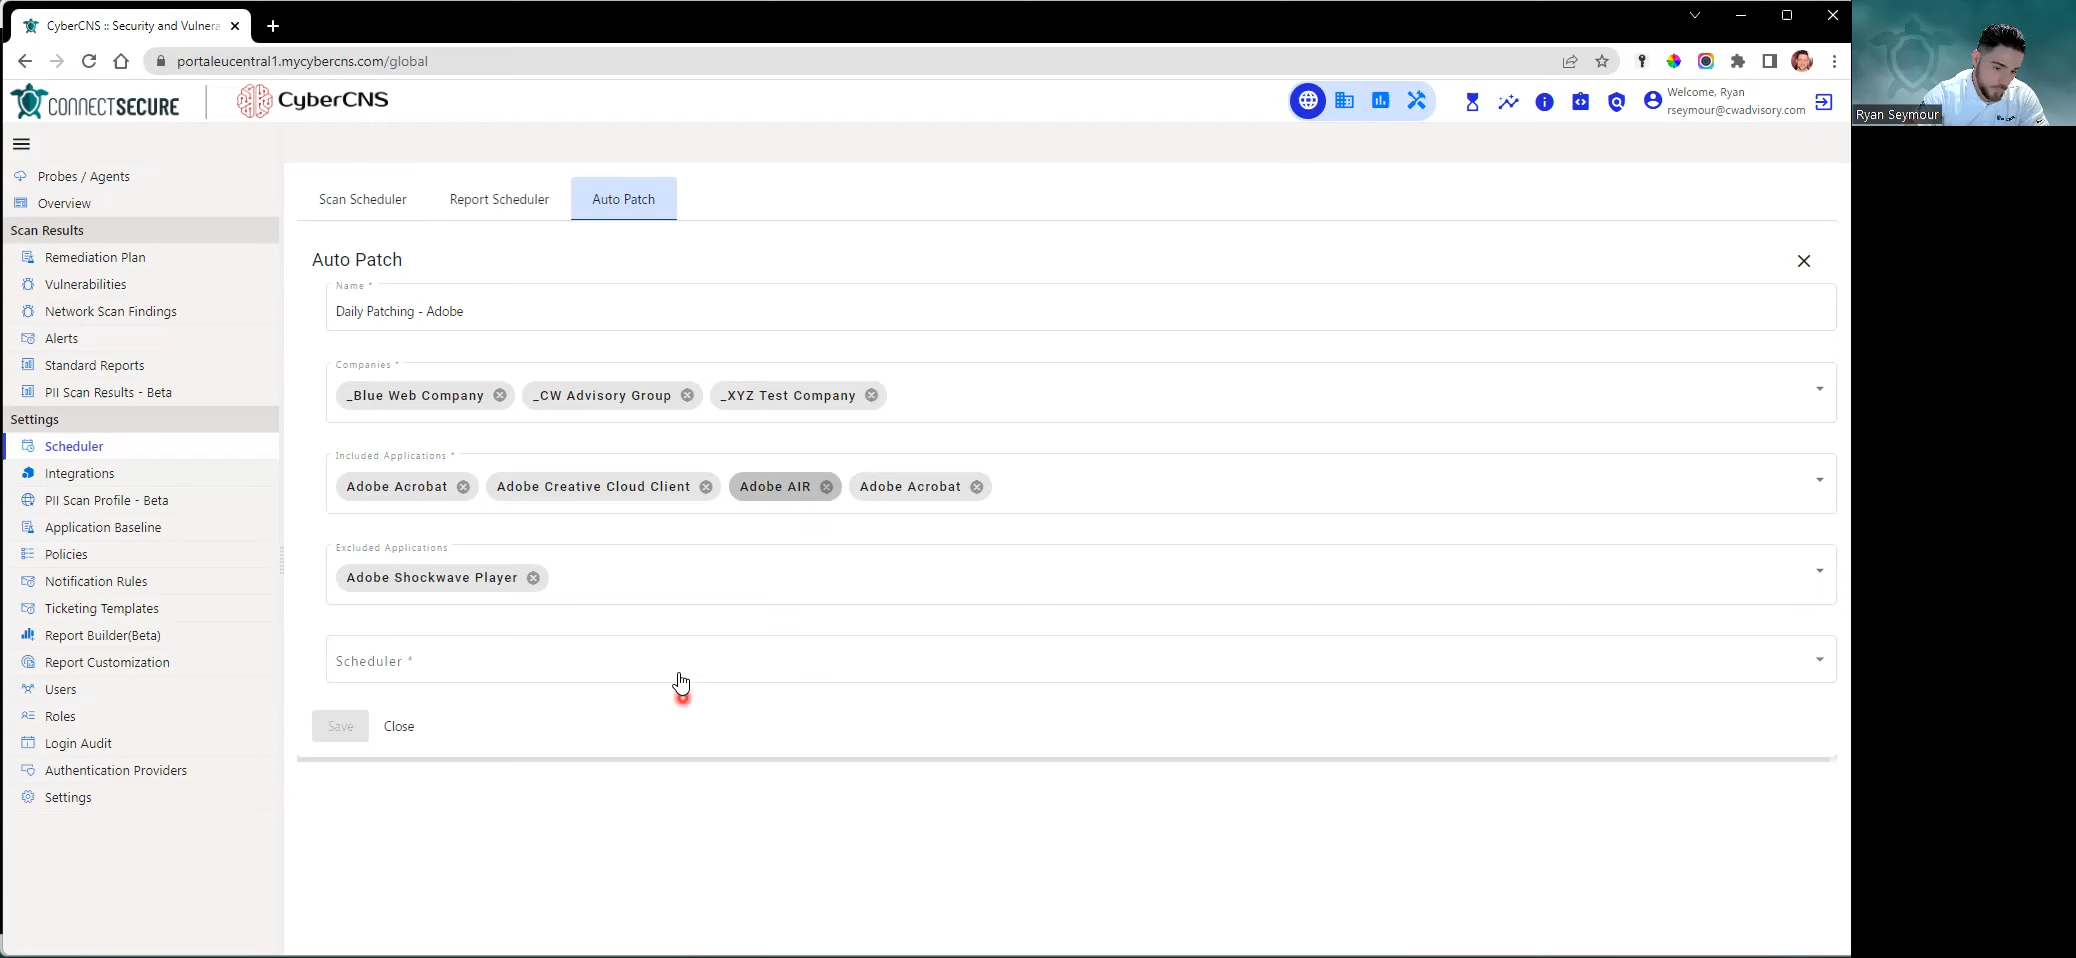 CyberCNS :: Security and Vulnera
portaleucentral1.mycybercns.com/global
CONNECTSECURE
CyberCNS
Welcome, Ryan
rseymour@cwadvisory.com
Ryan Seymour
Probes / Agents
Overview
Scan Results
Remediation Plan
Vulnerabilities
Network Scan Findings
Alerts
Standard Reports
PII Scan Results - Beta
Settings
Scheduler
Integrations
PII Scan Profile - Beta
Application Baseline
Policies
Notification Rules
Ticketing Templates
Report Builder(Beta)
Report Customization
Users
Roles
Login Audit
Authentication Providers
Settings
Scan Scheduler
Report Scheduler
Auto Patch
Auto Patch
Name *
Daily Patching - Adobe
Companies *
_Blue Web Company
_CW Advisory Group
_XYZ Test Company
Included Applications *
Adobe Acrobat
Adobe Creative Cloud Client
Adobe AIR
Adobe Acrobat
Excluded Applications
Adobe Shockwave Player
Scheduler *
Save
Close